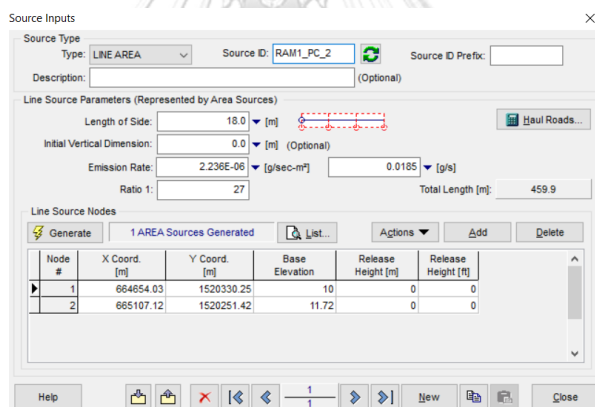 Source Inputs
Source Type
Type: LINE AREA Source ID: RAM1_PC_2 Source ID Prefix:
Description: (Optional)
Line Source Parameters (Represented by Area Sources)
Length of Side: 18.0 [m] Haul Roads...
Initial Vertical Dimension: 0.0 [m] (Optional)
Emission Rate: 2.236E-06 [g/sec-m²] 0.0185 [g/s]
Ratio 1: 27 Total Length [m]: 459.9
Line Source Nodes
Generate 1 AREA Sources Generated List... Actions Add Delete
Node # X Coord. [m] Y Coord. [m] Base Elevation Release Height [m] Release Height [ft]
1 664654.03 1520330.25 10 0 0
2 665107.12 1520251.42 11.72 0 0
Help 1 1 New Close